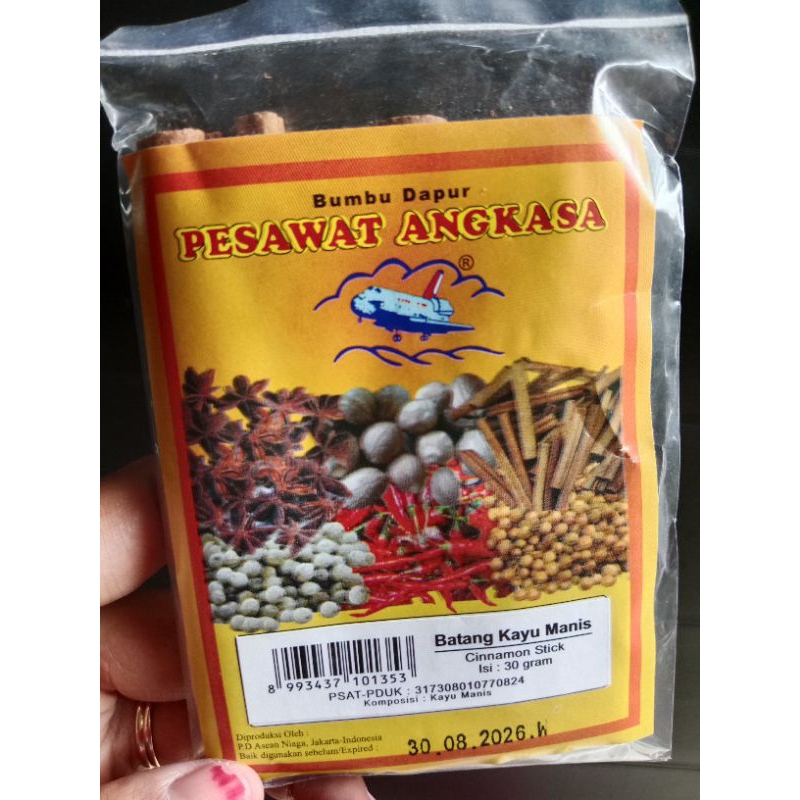 Bumbu Dapur
PESAWAT ANGKASA
®
Batang Kayu Manis
Cinnamon Stick
Isi : 30 gram
8 993437 101353
PSAT-PDUK : 317308010770824
Komposisi : Kayu Manis
Diproduksi Oleh :
P.D Asean Niaga, Jakarta-Indonesia
Baik digunakan sebelum/Expired :
30.08.2026.W